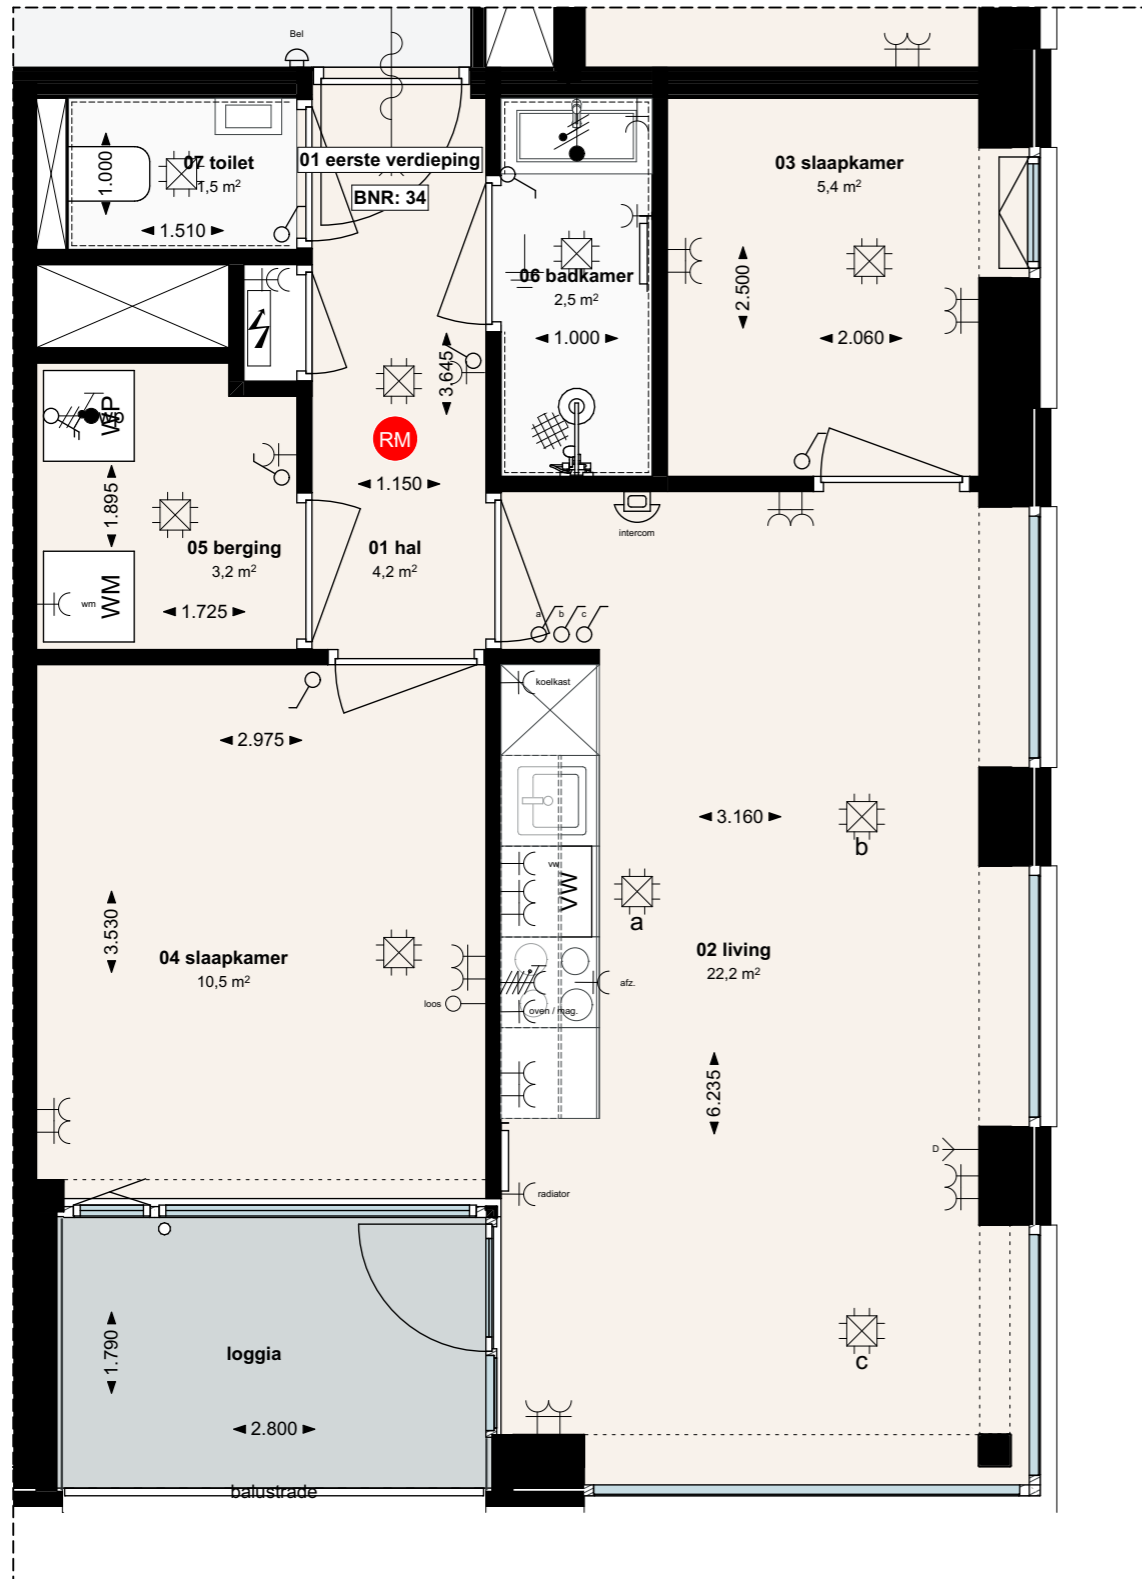 Bel
07 toilet
1,5 m²
1.000
1.510
01 eerste verdieping
BNR: 34
03 slaapkamer
5,4 m²
2.500
2.060
06 badkamer
2,5 m²
1.000
3.645
RM
1.150
WP
1.895
05 berging
3,2 m²
1.725
WM
wm
01 hal
4,2 m²
intercom
a b c
koelkast
2.975
3.530
04 slaapkamer
10,5 m²
loos
vw
VW
a
3.160
b
02 living
22,2 m²
afz.
oven / mag.
6.235
D
radiator
c
loggia
1.790
2.800
balustrade